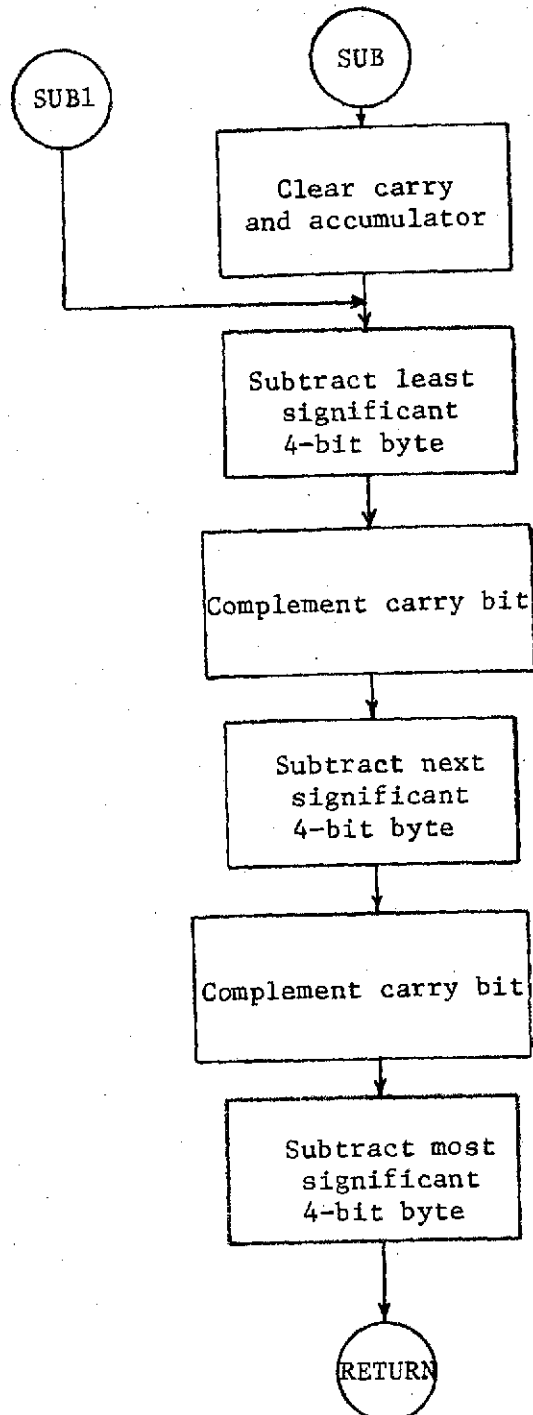 SUB
SUB1
Clear carry
and accumulator
Subtract least
significant
4-bit byte
Complement carry bit
Subtract next
significant
4-bit byte
Complement carry bit
Subtract most
significant
4-bit byte
RETURN